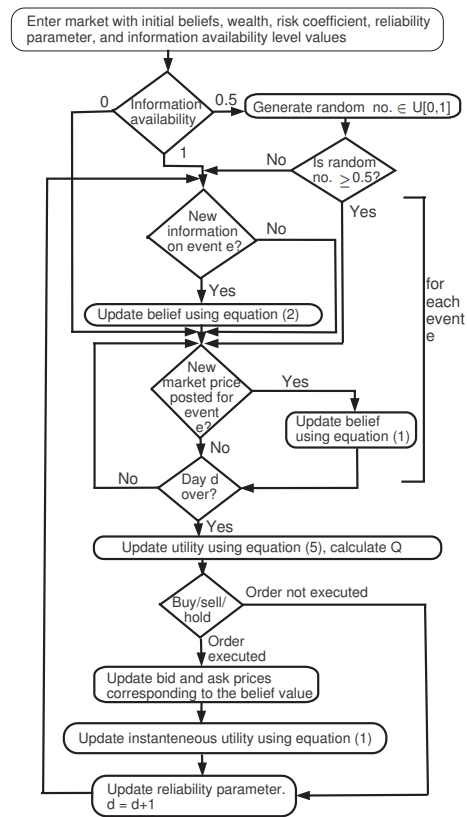 Enter market with initial beliefs, wealth, risk coefficient, reliability
parameter, and information availability level values
0
Information
availability
0.5
Generate random no. ∈ U[0,1]
1
No
Is random
no. ≥0.5?
Yes
New
information
on event e?
No
Yes
Update belief using equation (2)
for
each
event
e
New
market price
posted for
event
e?
Yes
Update belief
using equation (1)
No
Day d
over?
No
Yes
Update utility using equation (5), calculate Q
Buy/sell/
hold
Order not executed
Order
executed
Update bid and ask prices
corresponding to the belief value
Update instanteneous utility using equation (1)
Update reliability parameter.
d = d+1